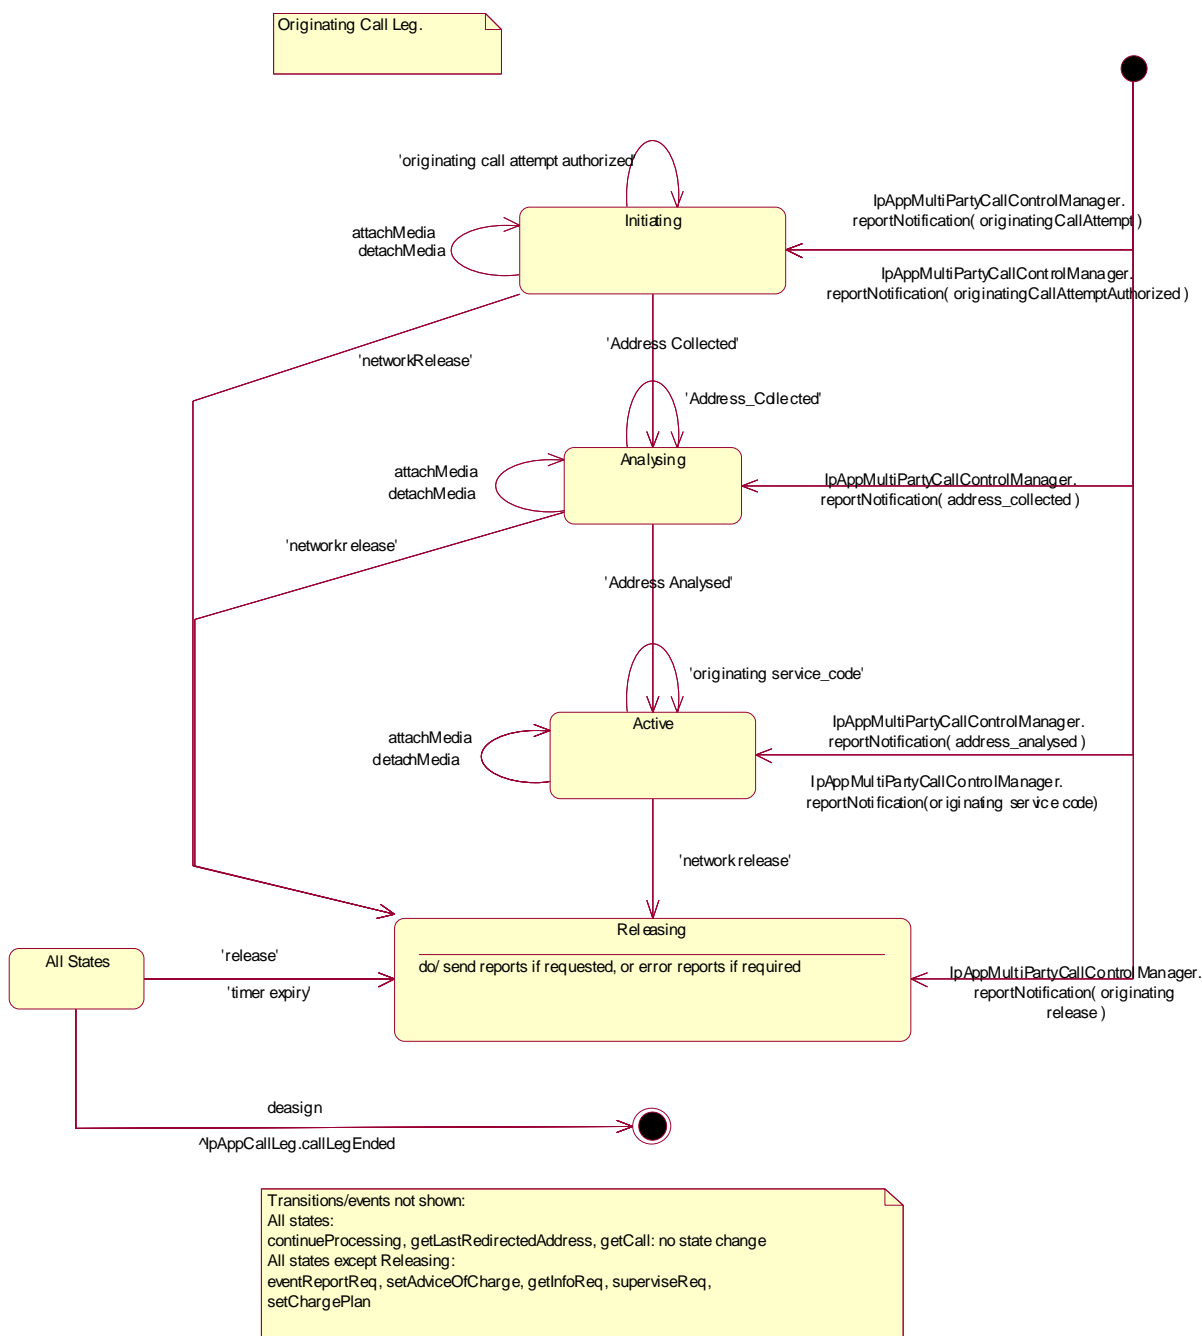 Originating Call Leg.
'originating call attempt authorized'
IpAppMultiPartyCallControlManager.
reportNotification( originatingCallAttempt )
Initiating
attachMedia
detachMedia
IpAppMultiPartyCallControlManager.
reportNotification( originatingCallAttemptAuthorized )
'Address Collected'
'networkRelease'
'Address_Collected'
Analysing
attachMedia
detachMedia
IpAppMultiPartyCallControlManager.
reportNotification( address_collected )
'networkrelease'
'Address Analysed'
'originating service_code'
Active
attachMedia
detachMedia
IpAppMultiPartyCallControlManager.
reportNotification( address_analysed )
IpAppMultiPartyCallControlManager.
reportNotification(originating service code)
'network release'
Releasing
do/ send reports if requested, or error reports if required
All States
'release'
'timer expiry'
IpAppMultiPartyCallControlManager.
reportNotification( originating
release )
deasign
^IpAppCallLeg.callLegEnded
Transitions/events not shown:
All states:
continueProcessing, getLastRedirectedAddress, getCall: no state change
All states except Releasing:
eventReportReq, setAdviceOfCharge, getInfoReq, superviseReq,
setChargePlan